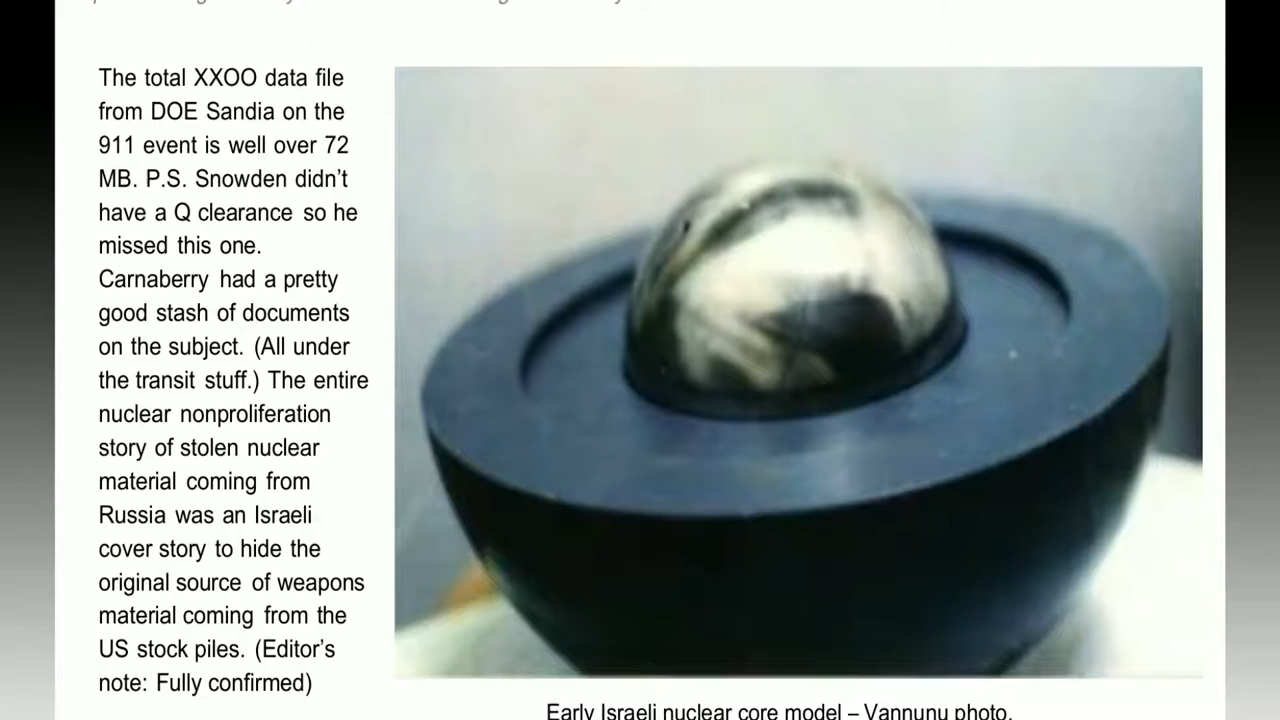 The total XXOO data file
from DOE Sandia on the
911 event is well over 72
MB. P.S. Snowden didn't
have a Q clearance so he
missed this one.
Carnaberry had a pretty
good stash of documents
on the subject. (All under
the transit stuff.) The entire
nuclear nonproliferation
story of stolen nuclear
material coming from
Russia was an Israeli
cover story to hide the
original source of weapons
material coming from the
US stock piles. (Editor's
note: Fully confirmed)
Early Israeli nuclear core model – Vannunu photo.